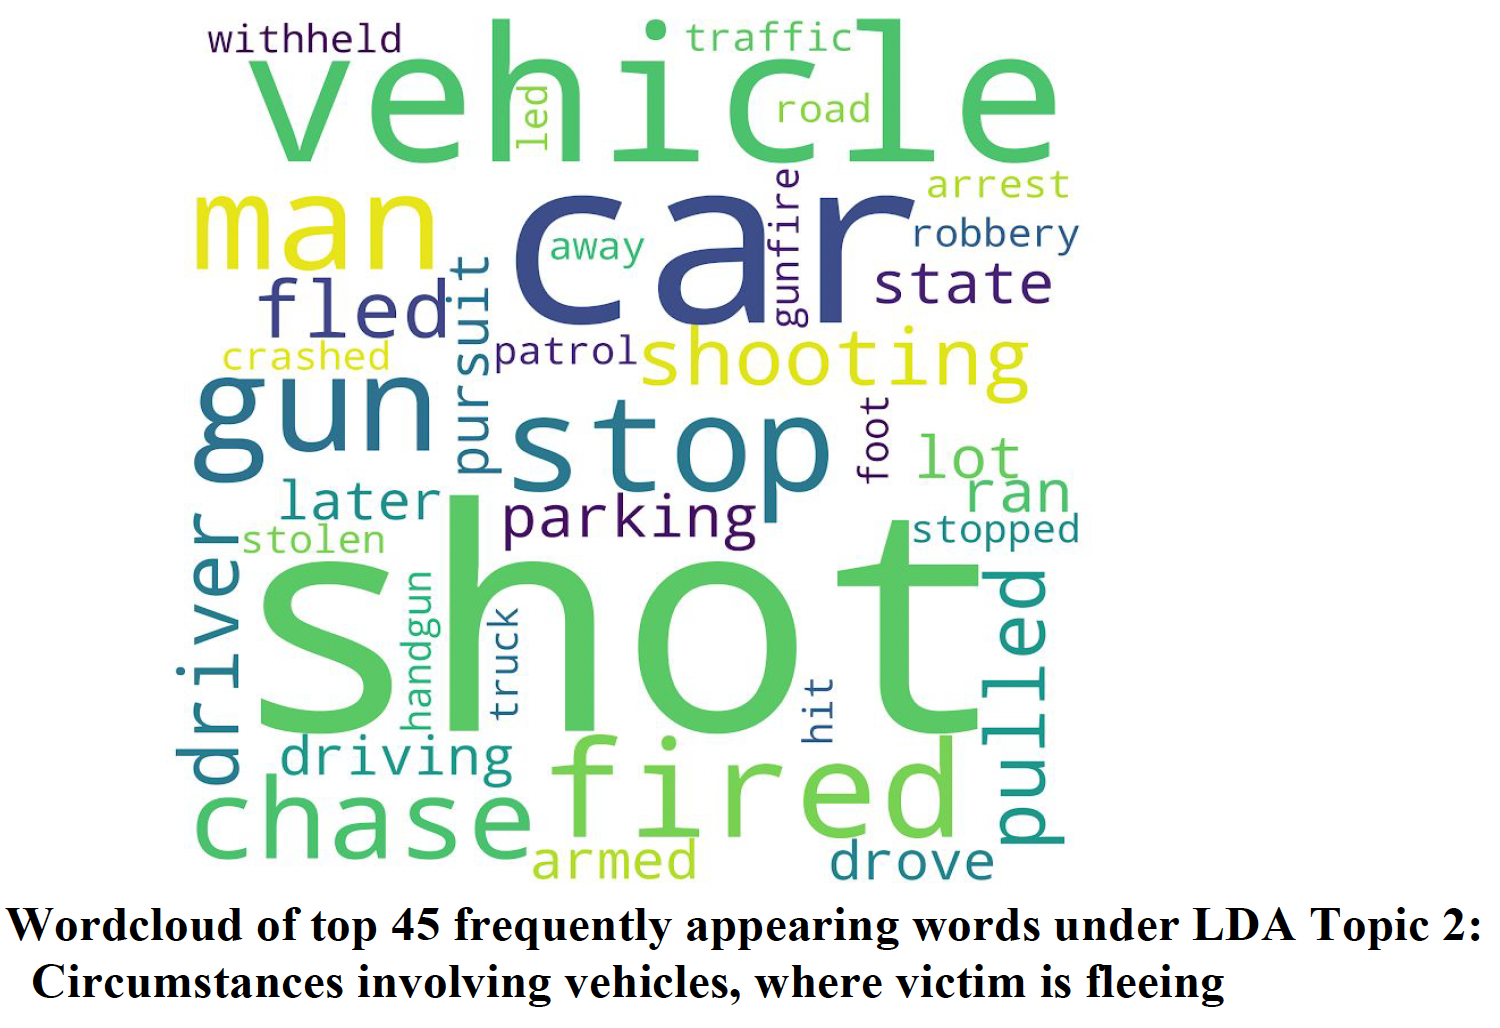 withheld traffic
vehicle
led road
man car gunfire arrest
away robbery
fled pursuit state
crashed patrol shooting
gun stop foot lot
later parking ran
stolen stopped
driver shot pulled
handgun truck hit
driving fired
chase armed drove
Wordcloud of top 45 frequently appearing words under LDA Topic 2:
Circumstances involving vehicles, where victim is fleeing